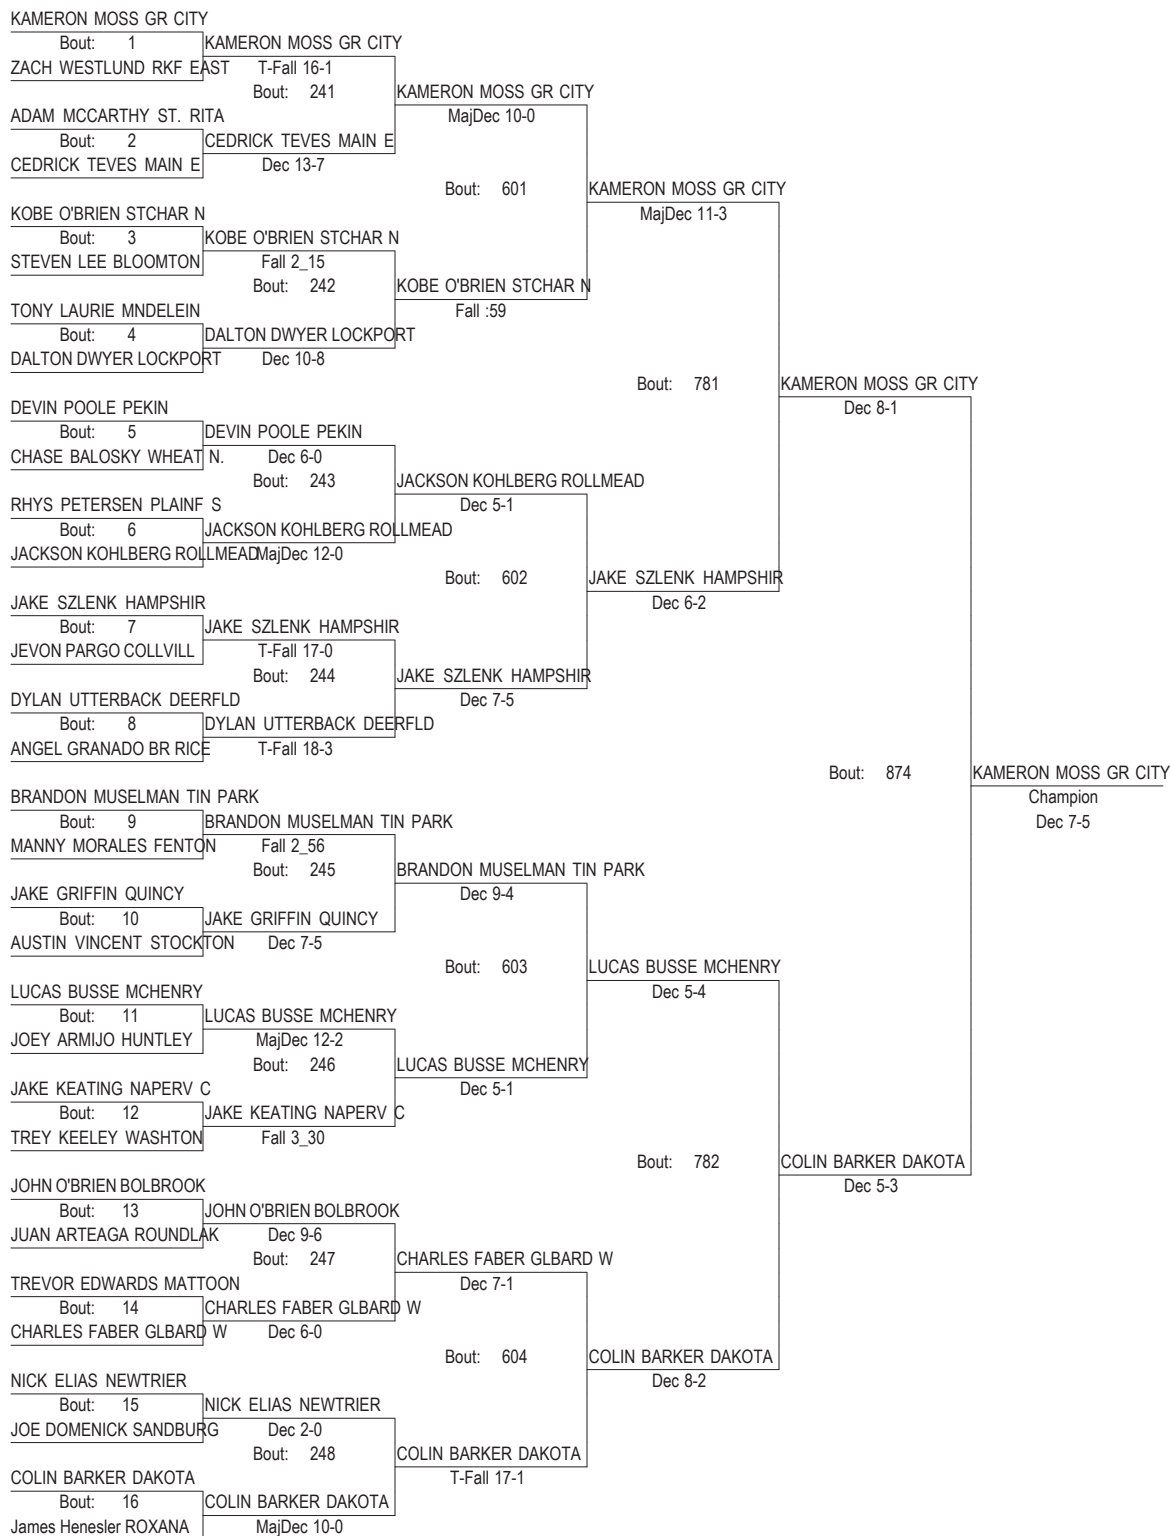 KAMERON MOSS GR CITY
Bout: 1 KAMERON MOSS GR CITY
ZACH WESTLUND RKF EAST T-Fall 16-1
Bout: 241 KAMERON MOSS GR CITY
ADAM MCCARTHY ST. RITA MajDec 10-0
Bout: 2 CEDRICK TEVES MAIN E
CEDRICK TEVES MAIN E Dec 13-7
Bout: 601 KAMERON MOSS GR CITY
KOBE O'BRIEN STCHAR N MajDec 11-3
Bout: 3 KOBE O'BRIEN STCHAR N
STEVEN LEE BLOOMTON Fall 2_15
Bout: 242 KOBE O'BRIEN STCHAR N
TONY LAURIE MNDELEIN Fall :59
Bout: 4 DALTON DWYER LOCKPORT
DALTON DWYER LOCKPORT Dec 10-8
Bout: 781 KAMERON MOSS GR CITY
DEVIN POOLE PEKIN Dec 8-1
Bout: 5 DEVIN POOLE PEKIN
CHASE BALOSKY WHEAT N. Dec 6-0
Bout: 243 JACKSON KOHLBERG ROLLMEAD
RHYS PETERSEN PLAINF S Dec 5-1
Bout: 6 JACKSON KOHLBERG ROLLMEAD
JACKSON KOHLBERG ROLLMEAD MajDec 12-0
Bout: 602 JAKE SZLENK HAMPSHIR
JAKE SZLENK HAMPSHIR Dec 6-2
Bout: 7 JAKE SZLENK HAMPSHIR
JEVON PARGO COLLVILL T-Fall 17-0
Bout: 244 JAKE SZLENK HAMPSHIR
DYLAN UTTERBACK DEERFLD Dec 7-5
Bout: 8 DYLAN UTTERBACK DEERFLD
ANGEL GRANADO BR RICE T-Fall 18-3
Bout: 874 KAMERON MOSS GR CITY
BRANDON MUSELMAN TIN PARK Champion
Bout: 9 BRANDON MUSELMAN TIN PARK Dec 7-5
MANNY MORALES FENTON Fall 2_56
Bout: 245 BRANDON MUSELMAN TIN PARK
JAKE GRIFFIN QUINCY Dec 9-4
Bout: 10 JAKE GRIFFIN QUINCY
AUSTIN VINCENT STOCKTON Dec 7-5
Bout: 603 LUCAS BUSSE MCHENRY
LUCAS BUSSE MCHENRY Dec 5-4
Bout: 11 LUCAS BUSSE MCHENRY
JOEY ARMIJO HUNTLEY MajDec 12-2
Bout: 246 LUCAS BUSSE MCHENRY
JAKE KEATING NAPERV C Dec 5-1
Bout: 12 JAKE KEATING NAPERV C
TREY KEELEY WASHTON Fall 3_30
Bout: 782 COLIN BARKER DAKOTA
JOHN O'BRIEN BOLBROOK Dec 5-3
Bout: 13 JOHN O'BRIEN BOLBROOK
JUAN ARTEAGA ROUNDLAK Dec 9-6
Bout: 247 CHARLES FABER GLBARD W
TREVOR EDWARDS MATTOON Dec 7-1
Bout: 14 CHARLES FABER GLBARD W
CHARLES FABER GLBARD W Dec 6-0
Bout: 604 COLIN BARKER DAKOTA
NICK ELIAS NEWTRIER Dec 8-2
Bout: 15 NICK ELIAS NEWTRIER
JOE DOMENICK SANDBURG Dec 2-0
Bout: 248 COLIN BARKER DAKOTA
COLIN BARKER DAKOTA T-Fall 17-1
Bout: 16 COLIN BARKER DAKOTA
James Henesler ROXANA MajDec 10-0